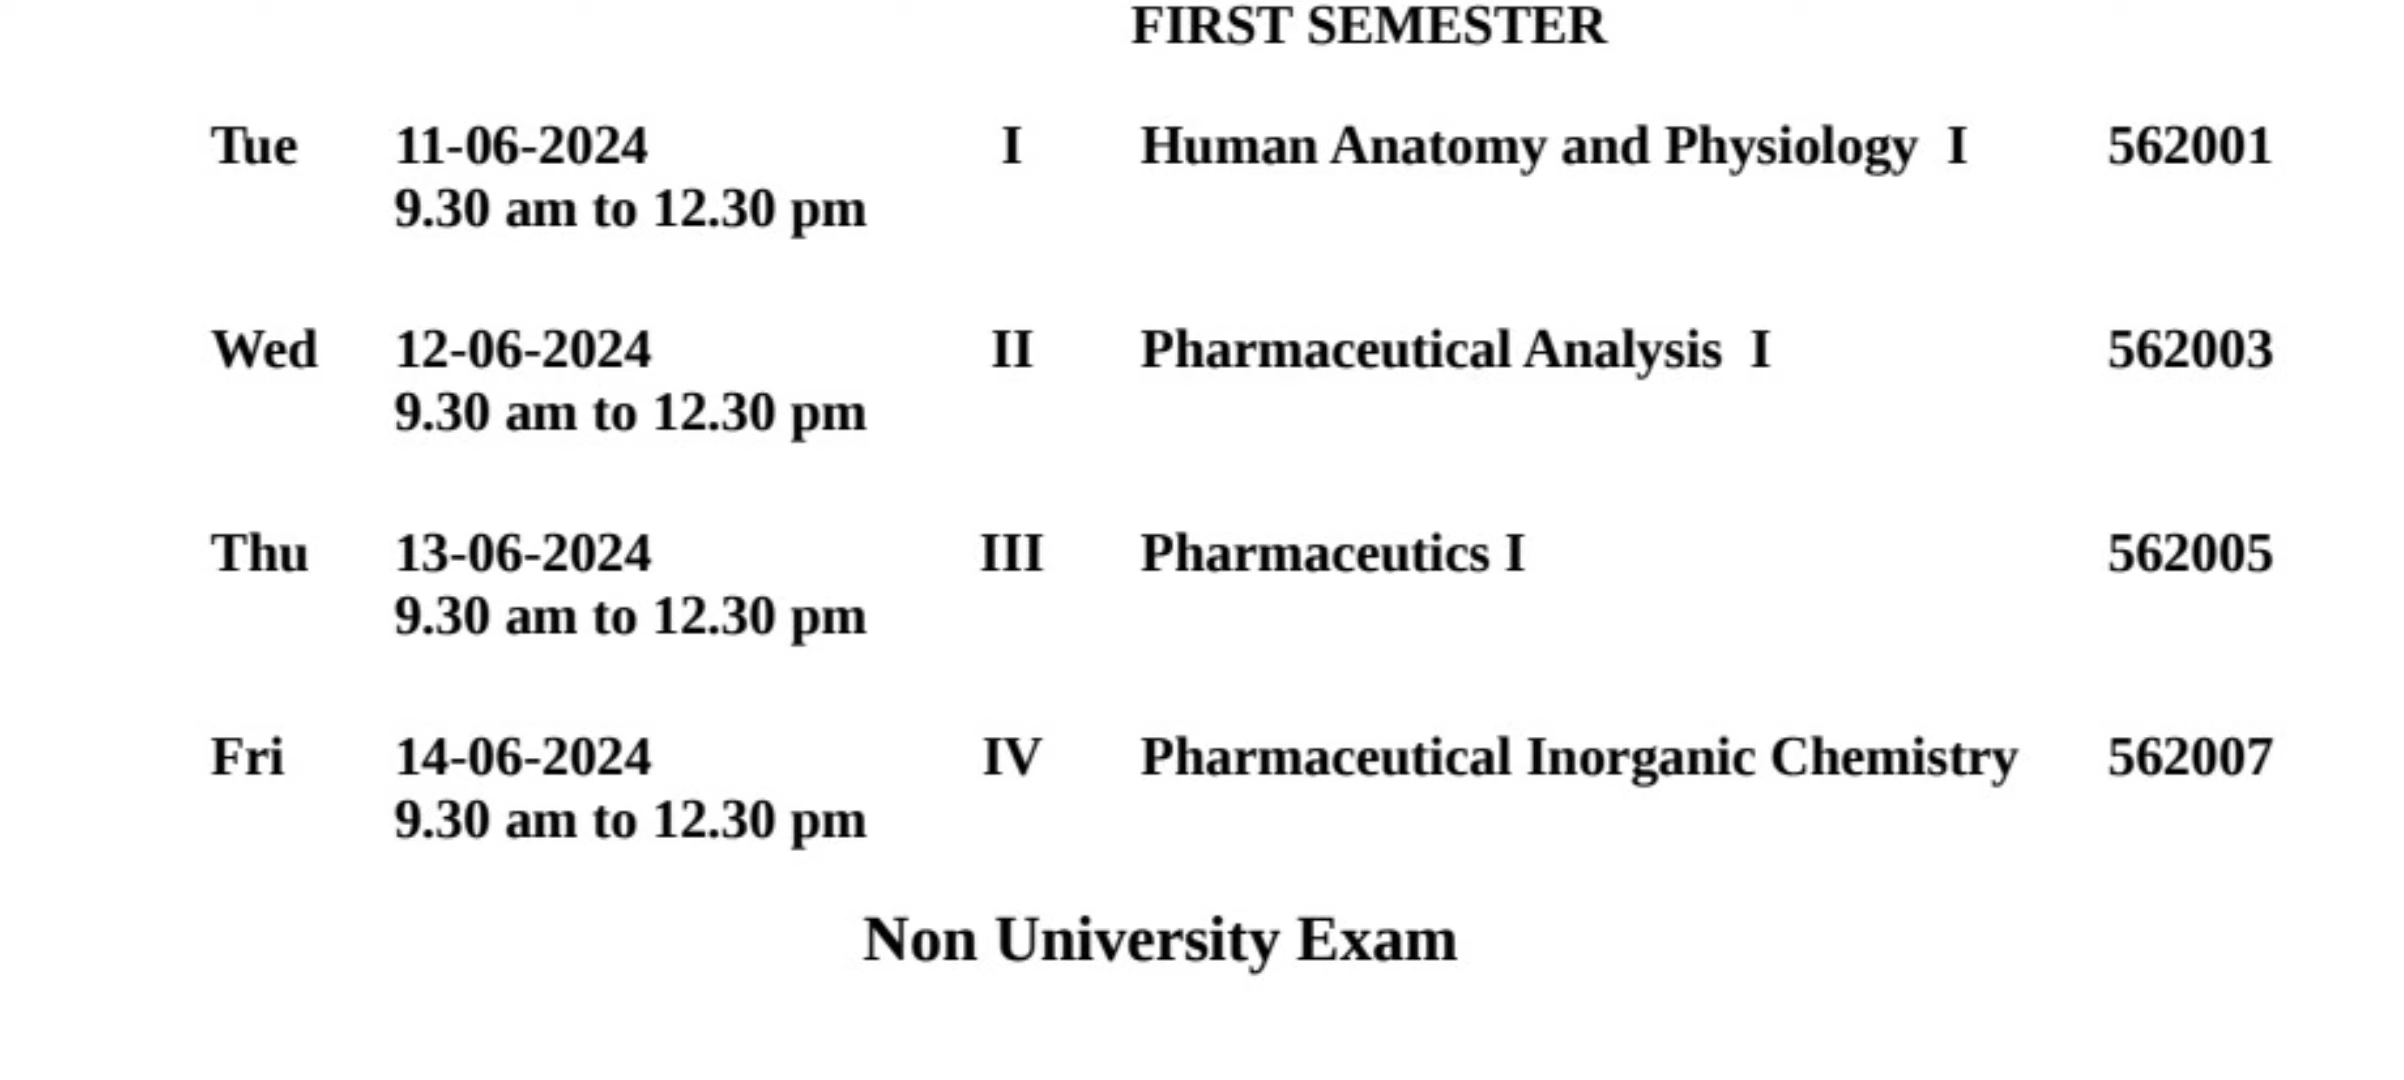 FIRST SEMESTER
Tue 11-06-2024 I Human Anatomy and Physiology I 562001
9.30 am to 12.30 pm
Wed 12-06-2024 II Pharmaceutical Analysis I 562003
9.30 am to 12.30 pm
Thu 13-06-2024 III Pharmaceutics I 562005
9.30 am to 12.30 pm
Fri 14-06-2024 IV Pharmaceutical Inorganic Chemistry 562007
9.30 am to 12.30 pm
Non University Exam